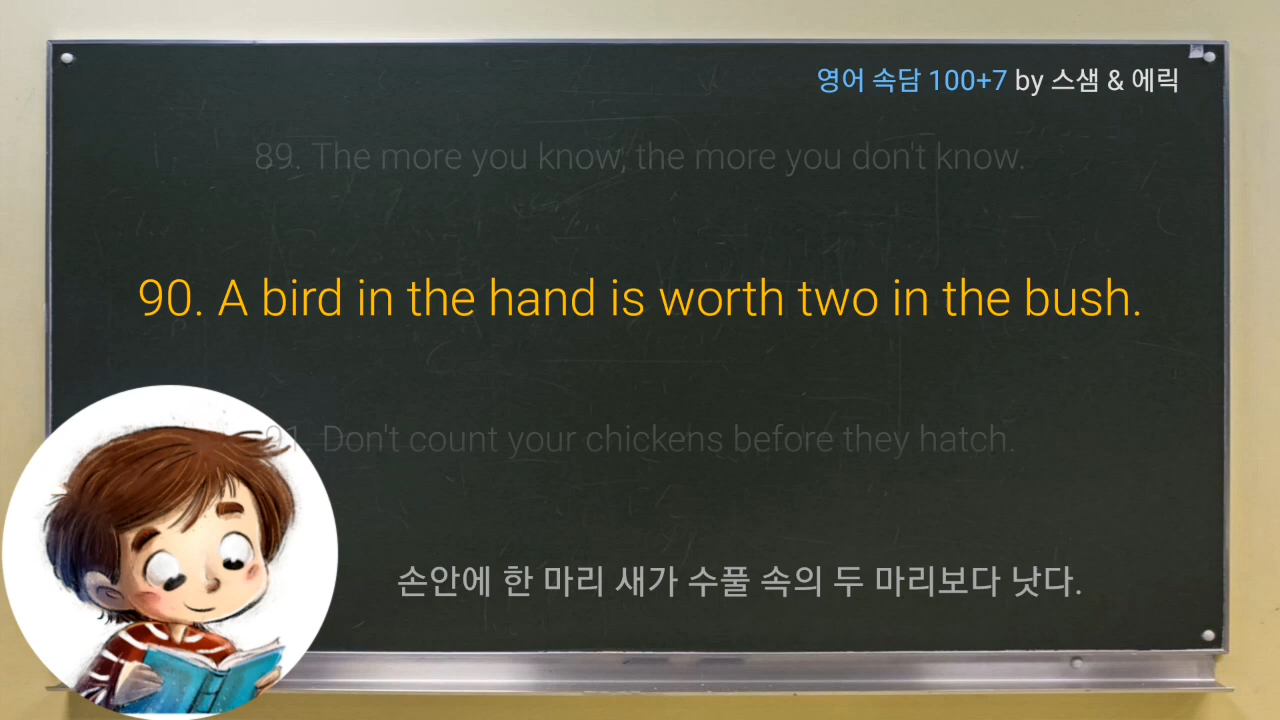 영어 속담 100+7 by 스샘 & 에릭
89. The more you know, the more you don't know.
90. A bird in the hand is worth two in the bush.
91. Don't count your chickens before they hatch.
손안에 한 마리 새가 수풀 속의 두 마리보다 낫다.